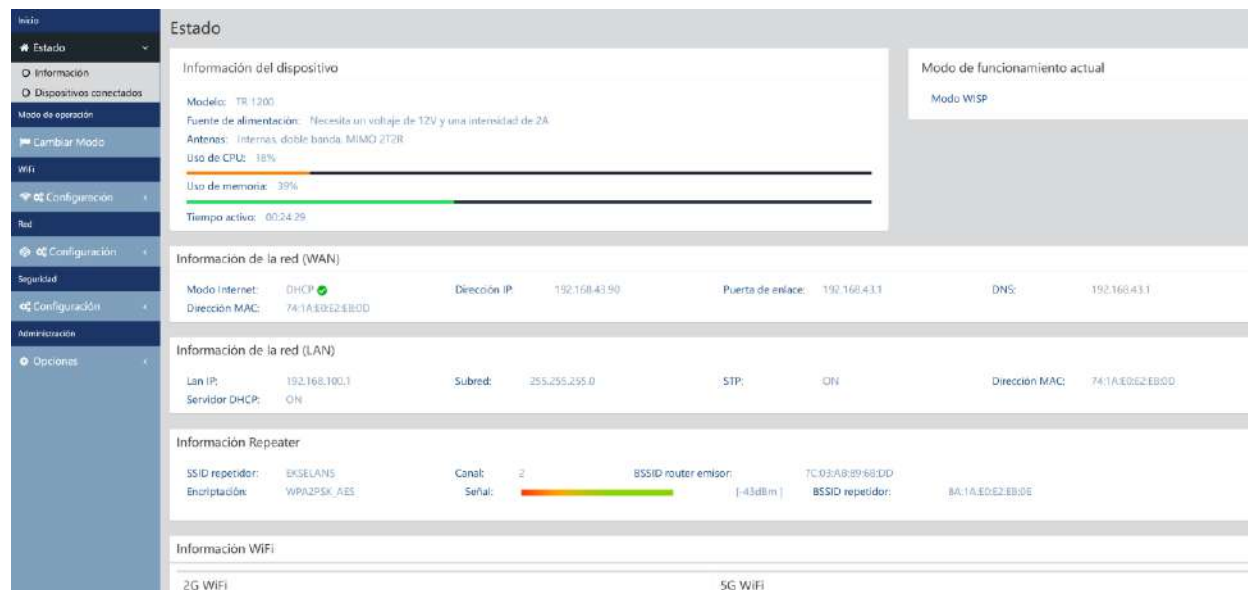 Inicio
Estado
Información
Dispositivos conectados
Modo de operación
Cambiar Modo
WiFi
Configuración
Red
Configuración
Seguridad
Configuración
Administración
Opciones
Estado
Información del dispositivo
Modelo: TR 1200
Fuente de alimentación: Necesita un voltaje de 12V y una intensidad de 2A
Antenas: Internas, doble banda, MIMO 2T2R
Uso de CPU: 18%
Uso de memoria: 39%
Tiempo activo: 00:24:29
Modo de funcionamiento actual
Modo WISP
Información de la red (WAN)
Modo Internet: DHCP Dirección IP: 192.168.43.90 Puerta de enlace: 192.168.43.1 DNS: 192.168.43.1
Dirección MAC: 74:1A:E0:E2:EB:0D
Información de la red (LAN)
Lan IP: 192.168.100.1 Subred: 255.255.255.0 STP: ON Dirección MAC: 74:1A:E0:E2:EB:0D
Servidor DHCP: ON
Información Repeater
SSID repetidor: EKSELANS Canal: 2 BSSID router emisor: 7C:03:AB:89:68:DD
Encriptación: WPA2PSK_AES Señal: [-43dBm] BSSID repetidor: 8A:1A:E0:E2:EB:0E
Información WiFi
2G WiFi 5G WiFi